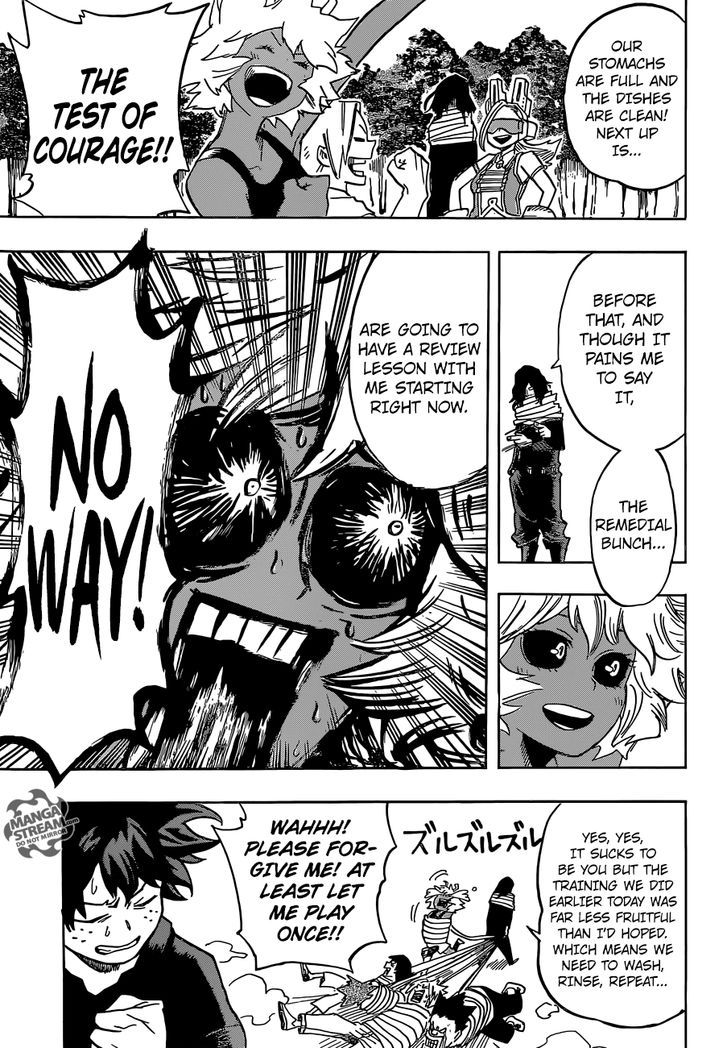 OUR
STOMACHS
ARE FULL AND
THE DISHES
ARE CLEAN!
NEXT UP
IS...
THE
TEST OF
COURAGE!!
BEFORE
THAT, AND
THOUGH IT
PAINS ME
TO SAY
IT,
THE
REMEDIAL
BUNCH...
ARE GOING TO
HAVE A REVIEW
LESSON WITH
ME STARTING
RIGHT NOW.
NO
WAY!
YES, YES,
IT SUCKS TO
BE YOU BUT THE
TRAINING WE DID
EARLIER TODAY WAS
FAR LESS FRUITFUL
THAN I'D HOPED.
WHICH MEANS WE
NEED TO WASH,
RINSE, REPEAT...
ズルズルズル
WAHHH!
PLEASE FOR-
GIVE ME! AT
LEAST LET
ME PLAY
ONCE!!
MANGA
STREAM.com
DO NOT MIRROR